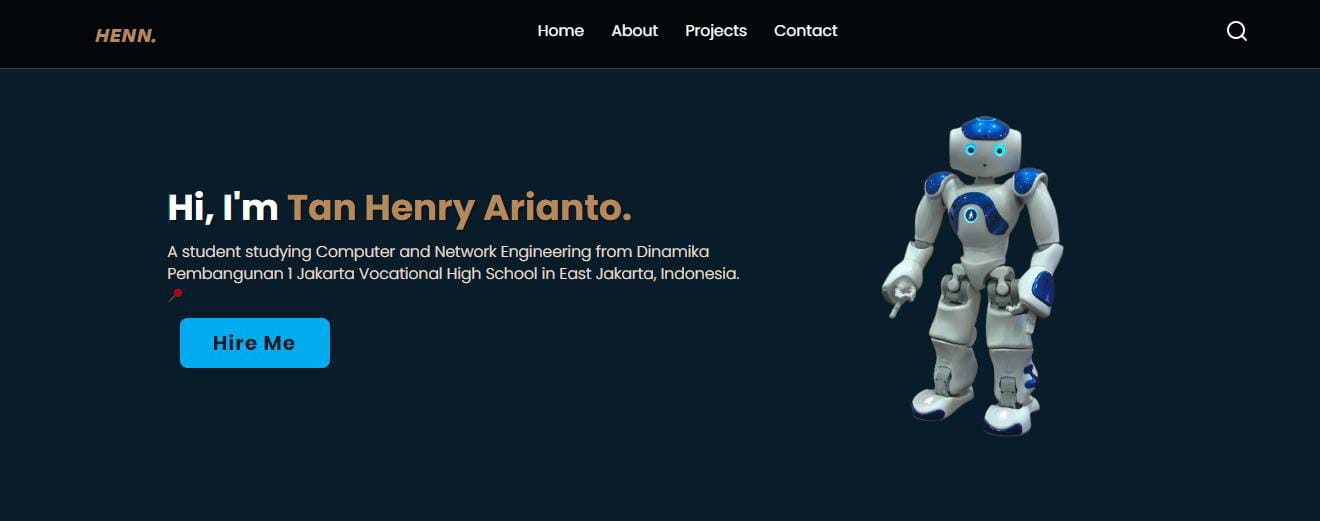 HENN.
Home About Projects Contact
Hi, I'm Tan Henry Arianto.
A student studying Computer and Network Engineering from Dinamika
Pembangunan 1 Jakarta Vocational High School in East Jakarta, Indonesia.
📍
Hire Me